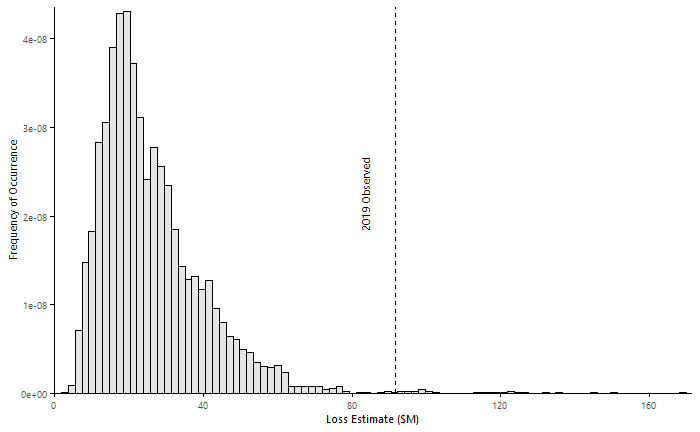 4e-08
3e-08
2e-08
1e-08
0e+00
Frequency of Occurrence
2019 Observed
0
40
80
120
160
Loss Estimate ($M)